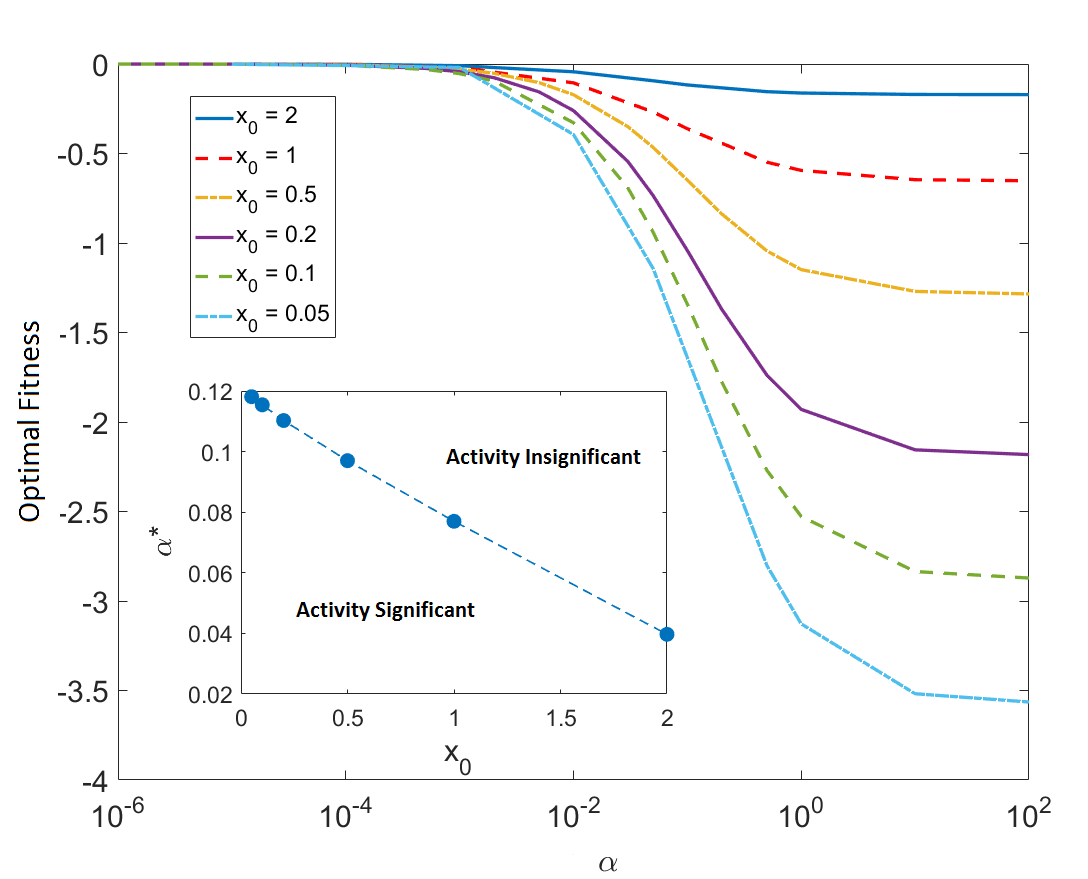 0
-0.5
-1
-1.5
-2
-2.5
-3
-3.5
-4
Optimal Fitness
x₀ = 2
x₀ = 1
x₀ = 0.5
x₀ = 0.2
x₀ = 0.1
x₀ = 0.05
0.12
0.1
0.08
0.06
0.04
0.02
α*
Activity Insignificant
Activity Significant
0 0.5 1 1.5 2
x₀
10⁻⁶ 10⁻⁴ 10⁻² 10⁰ 10²
α